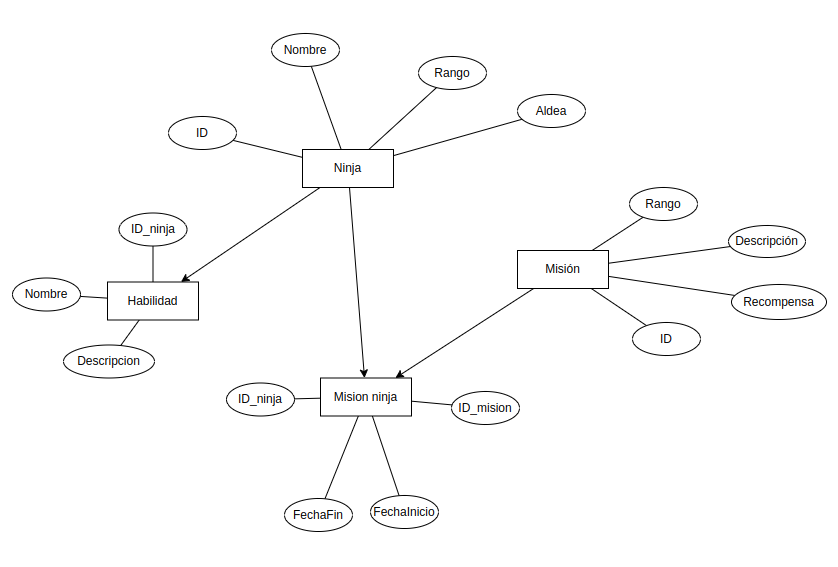 Nombre
Rango
Aldea
ID
Ninja
Rango
ID_ninja
Descripción
Misión
Nombre
Habilidad
Recompensa
ID
Descripcion
Mision ninja
ID_ninja
ID_mision
FechaFin
FechaInicio